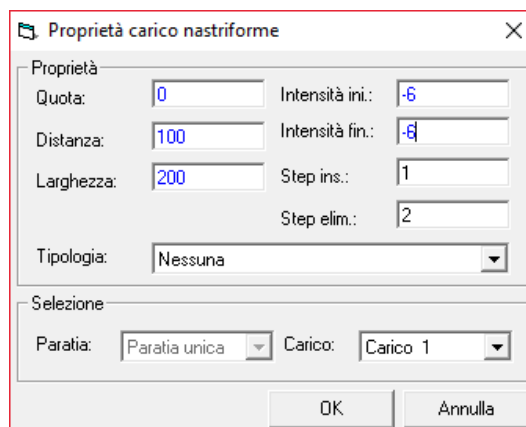 Proprietà carico nastriforme
Proprietà
Quota: 0 Intensità ini.: -6
Distanza: 100 Intensità fin.: -6
Larghezza: 200 Step ins.: 1
Step elim.: 2
Tipologia: Nessuna
Selezione
Paratia: Paratia unica Carico: Carico 1
OK Annulla